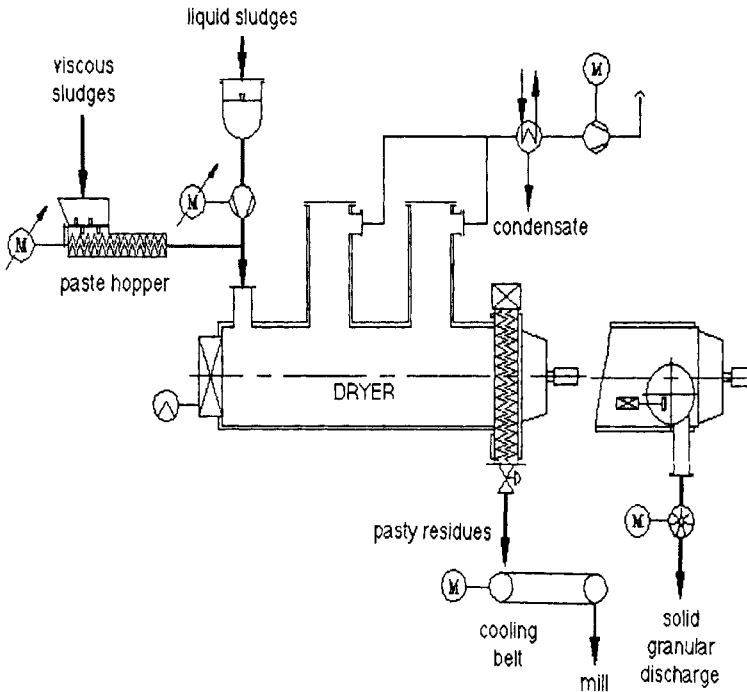 liquid sludges
viscous
sludges
M
M
M
condensate
paste hopper
DRYER
pasty residues
M
M
cooling
belt
mill
solid
granular
discharge